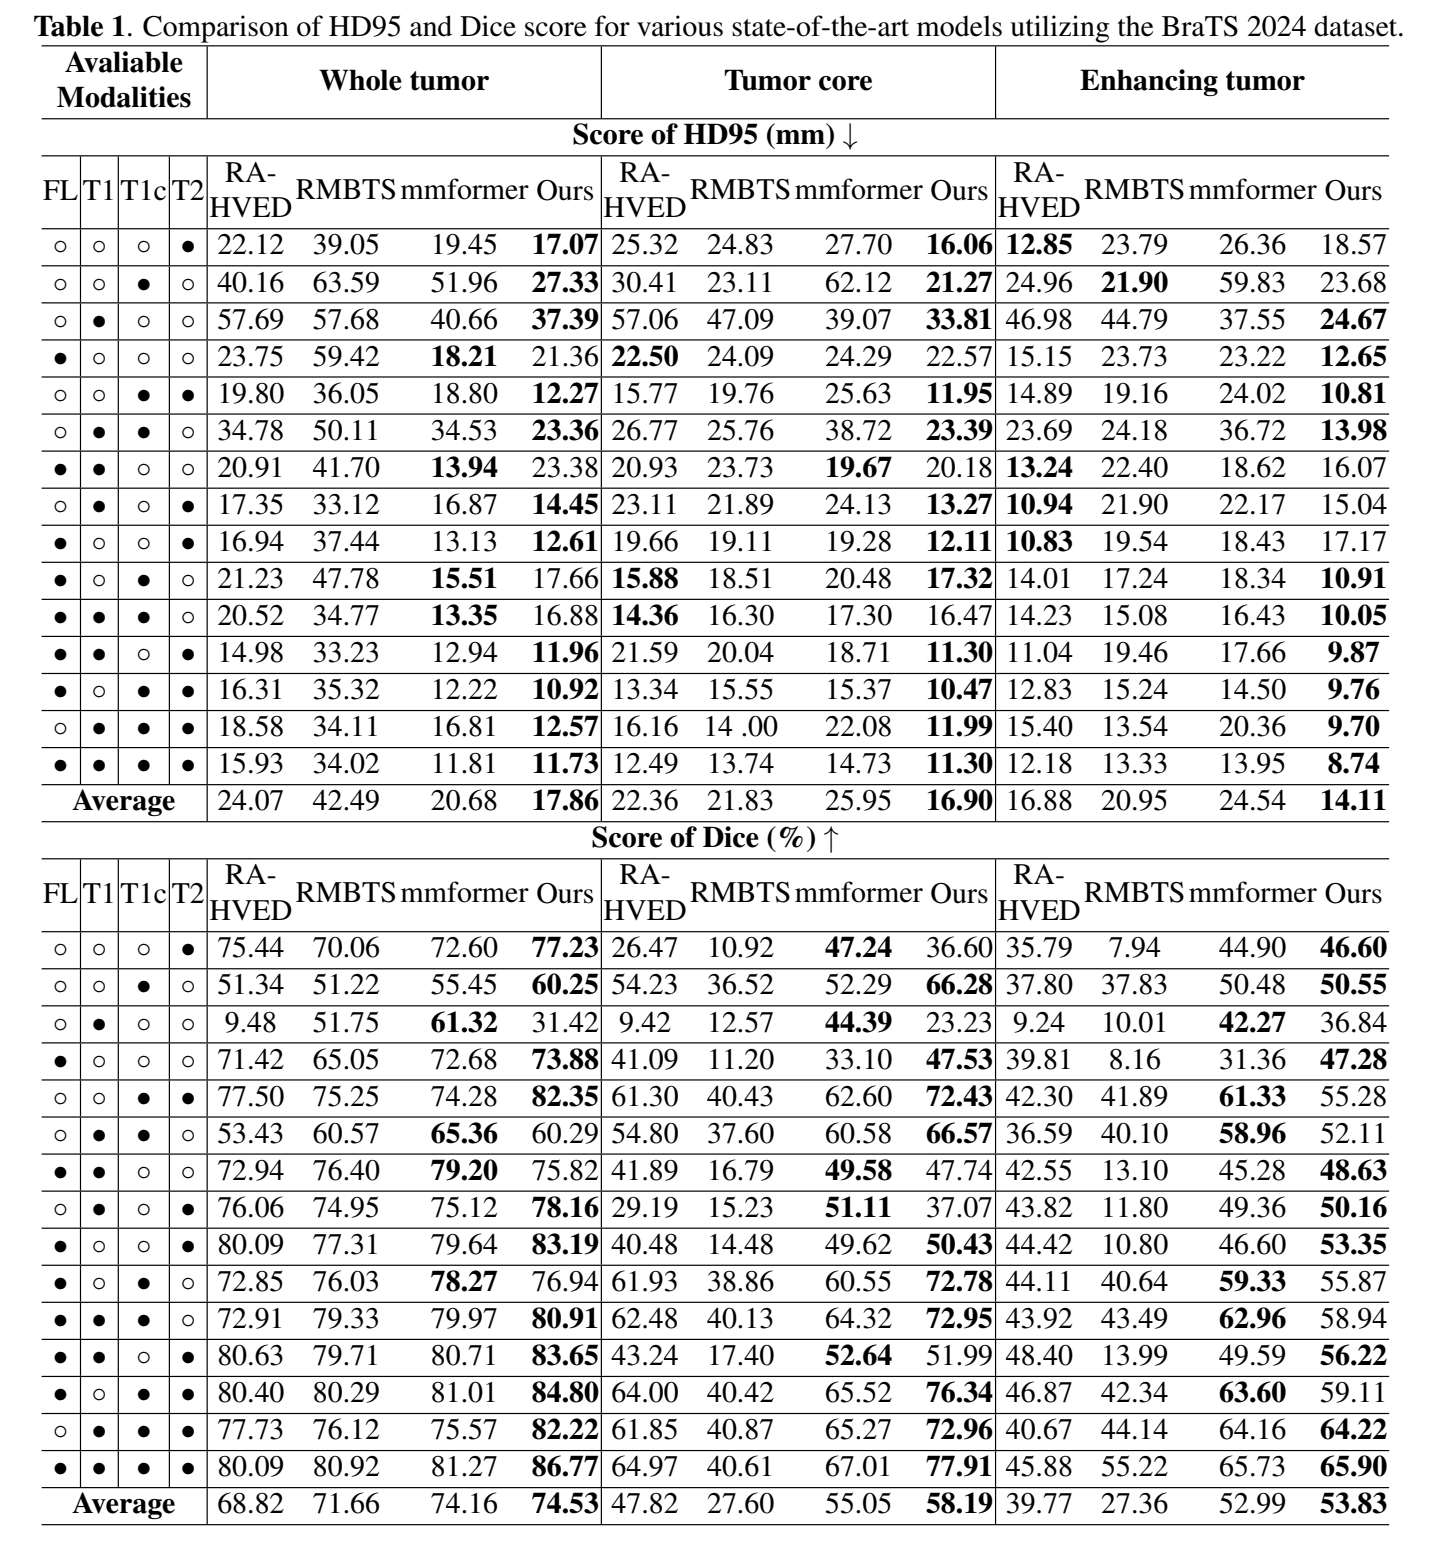 Table 1. Comparison of HD95 and Dice score for various state-of-the-art models utilizing the BraTS 2024 dataset.
Avaliable Modalities Whole tumor Tumor core Enhancing tumor
Score of HD95 (mm) ↓
FL T1 T1c T2 RA-HVED RMBTS mmformer Ours RA-HVED RMBTS mmformer Ours RA-HVED RMBTS mmformer Ours
○ ○ ○ ● 22.12 39.05 19.45 17.07 25.32 24.83 27.70 16.06 12.85 23.79 26.36 18.57
○ ○ ● ○ 40.16 63.59 51.96 27.33 30.41 23.11 62.12 21.27 24.96 21.90 59.83 23.68
○ ● ○ ○ 57.69 57.68 40.66 37.39 57.06 47.09 39.07 33.81 46.98 44.79 37.55 24.67
● ○ ○ ○ 23.75 59.42 18.21 21.36 22.50 24.09 24.29 22.57 15.15 23.73 23.22 12.65
○ ○ ● ● 19.80 36.05 18.80 12.27 15.77 19.76 25.63 11.95 14.89 19.16 24.02 10.81
○ ● ● ○ 34.78 50.11 34.53 23.36 26.77 25.76 38.72 23.39 23.69 24.18 36.72 13.98
● ● ○ ○ 20.91 41.70 13.94 23.38 20.93 23.73 19.67 20.18 13.24 22.40 18.62 16.07
○ ● ○ ● 17.35 33.12 16.87 14.45 23.11 21.89 24.13 13.27 10.94 21.90 22.17 15.04
● ○ ○ ● 16.94 37.44 13.13 12.61 19.66 19.11 19.28 12.11 10.83 19.54 18.43 17.17
● ○ ● ○ 21.23 47.78 15.51 17.66 15.88 18.51 20.48 17.32 14.01 17.24 18.34 10.91
● ● ● ○ 20.52 34.77 13.35 16.88 14.36 16.30 17.30 16.47 14.23 15.08 16.43 10.05
● ● ○ ● 14.98 33.23 12.94 11.96 21.59 20.04 18.71 11.30 11.04 19.46 17.66 9.87
● ○ ● ● 16.31 35.32 12.22 10.92 13.34 15.55 15.37 10.47 12.83 15.24 14.50 9.76
○ ● ● ● 18.58 34.11 16.81 12.57 16.16 14 .00 22.08 11.99 15.40 13.54 20.36 9.70
● ● ● ● 15.93 34.02 11.81 11.73 12.49 13.74 14.73 11.30 12.18 13.33 13.95 8.74
Average 24.07 42.49 20.68 17.86 22.36 21.83 25.95 16.90 16.88 20.95 24.54 14.11
Score of Dice (%) ↑
FL T1 T1c T2 RA-HVED RMBTS mmformer Ours RA-HVED RMBTS mmformer Ours RA-HVED RMBTS mmformer Ours
○ ○ ○ ● 75.44 70.06 72.60 77.23 26.47 10.92 47.24 36.60 35.79 7.94 44.90 46.60
○ ○ ● ○ 51.34 51.22 55.45 60.25 54.23 36.52 52.29 66.28 37.80 37.83 50.48 50.55
○ ● ○ ○ 9.48 51.75 61.32 31.42 9.42 12.57 44.39 23.23 9.24 10.01 42.27 36.84
● ○ ○ ○ 71.42 65.05 72.68 73.88 41.09 11.20 33.10 47.53 39.81 8.16 31.36 47.28
○ ○ ● ● 77.50 75.25 74.28 82.35 61.30 40.43 62.60 72.43 42.30 41.89 61.33 55.28
○ ● ● ○ 53.43 60.57 65.36 60.29 54.80 37.60 60.58 66.57 36.59 40.10 58.96 52.11
● ● ○ ○ 72.94 76.40 79.20 75.82 41.89 16.79 49.58 47.74 42.55 13.10 45.28 48.63
○ ● ○ ● 76.06 74.95 75.12 78.16 29.19 15.23 51.11 37.07 43.82 11.80 49.36 50.16
● ○ ○ ● 80.09 77.31 79.64 83.19 40.48 14.48 49.62 50.43 44.42 10.80 46.60 53.35
● ○ ● ○ 72.85 76.03 78.27 76.94 61.93 38.86 60.55 72.78 44.11 40.64 59.33 55.87
● ● ● ○ 72.91 79.33 79.97 80.91 62.48 40.13 64.32 72.95 43.92 43.49 62.96 58.94
● ● ○ ● 80.63 79.71 80.71 83.65 43.24 17.40 52.64 51.99 48.40 13.99 49.59 56.22
● ○ ● ● 80.40 80.29 81.01 84.80 64.00 40.42 65.52 76.34 46.87 42.34 63.60 59.11
○ ● ● ● 77.73 76.12 75.57 82.22 61.85 40.87 65.27 72.96 40.67 44.14 64.16 64.22
● ● ● ● 80.09 80.92 81.27 86.77 64.97 40.61 67.01 77.91 45.88 55.22 65.73 65.90
Average 68.82 71.66 74.16 74.53 47.82 27.60 55.05 58.19 39.77 27.36 52.99 53.83